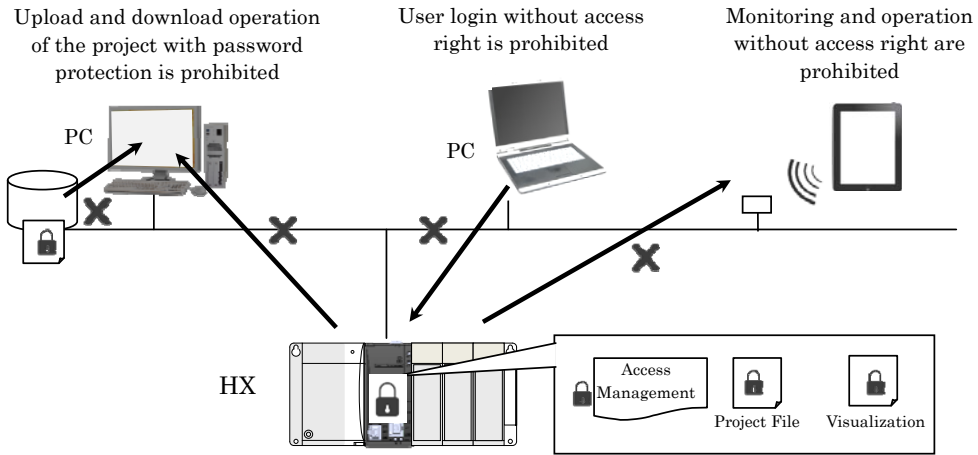 Upload and download operation
of the project with password
protection is prohibited
User login without access
right is prohibited
Monitoring and operation
without access right are
prohibited
PC
PC
HX
Access
Management
Project File
Visualization